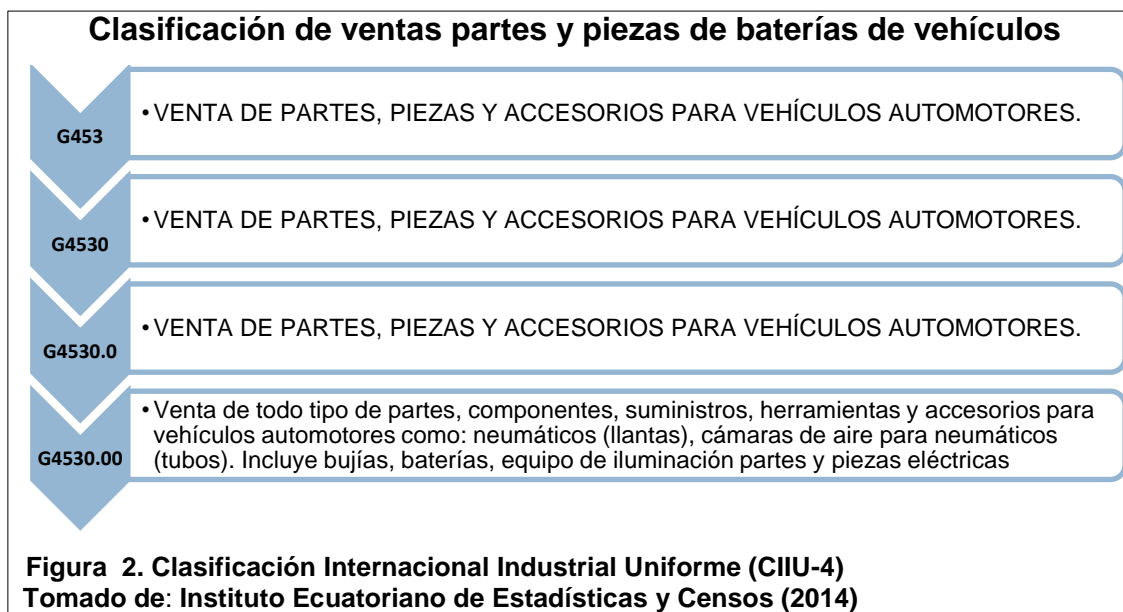 Clasificación de ventas partes y piezas de baterías de vehículos
G453
• VENTA DE PARTES, PIEZAS Y ACCESORIOS PARA VEHÍCULOS AUTOMOTORES.
G4530
• VENTA DE PARTES, PIEZAS Y ACCESORIOS PARA VEHÍCULOS AUTOMOTORES.
G4530.0
• VENTA DE PARTES, PIEZAS Y ACCESORIOS PARA VEHÍCULOS AUTOMOTORES.
G4530.00
• Venta de todo tipo de partes, componentes, suministros, herramientas y accesorios para
vehículos automotores como: neumáticos (llantas), cámaras de aire para neumáticos
(tubos). Incluye bujías, baterías, equipo de iluminación partes y piezas eléctricas
Figura 2. Clasificación Internacional Industrial Uniforme (CIIU-4)
Tomado de: Instituto Ecuatoriano de Estadísticas y Censos (2014)